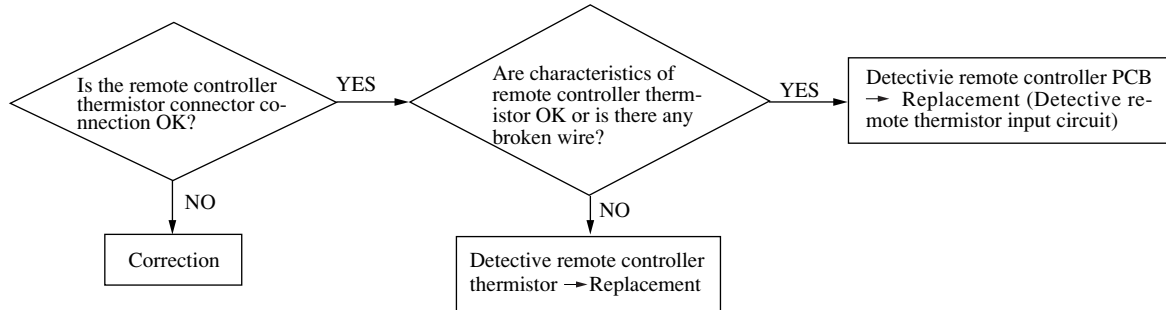 Is the remote controller
thermistor connector co-
nnection OK?
YES
NO
Correction
Are characteristics of
remote controller therm-
istor OK or is there any
broken wire?
YES
NO
Detective remote controller
thermistor → Replacement
Detectivie remote controller PCB
→ Replacement (Detective re-
mote thermistor input circuit)